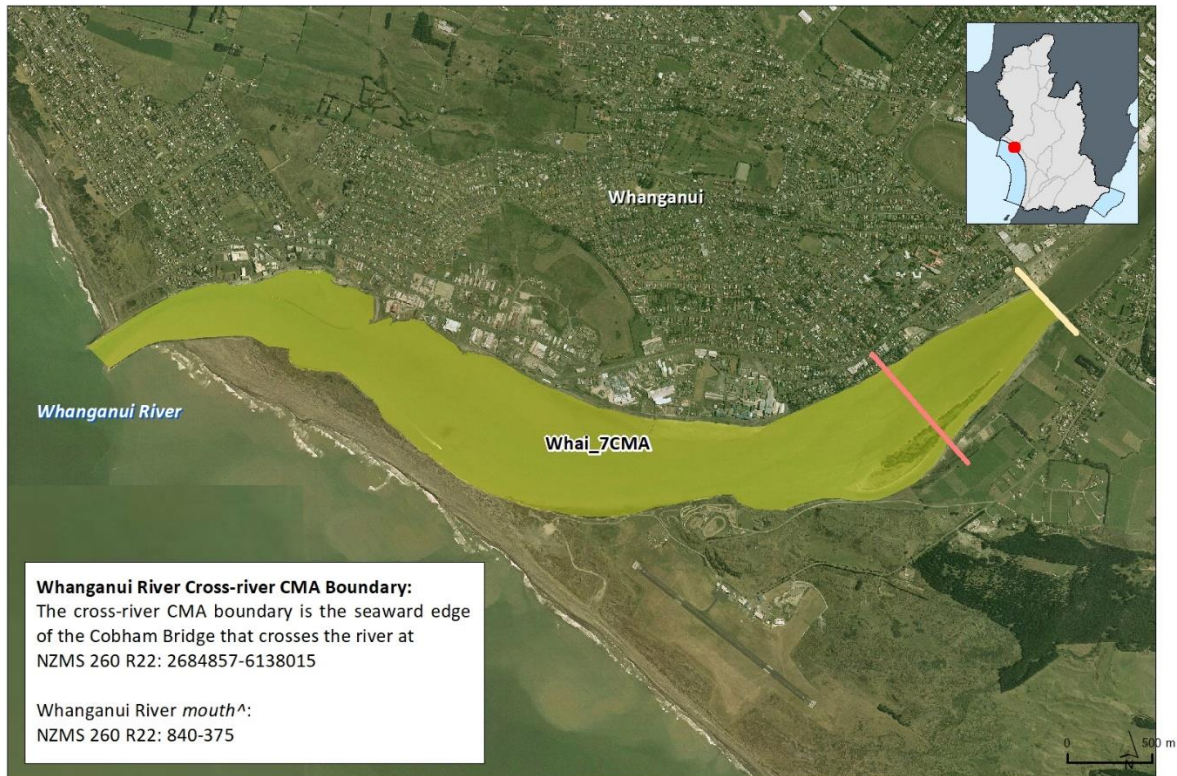 Whanganui
Whanganui River
Whai_7CMA
Whanganui River Cross-river CMA Boundary:
The cross-river CMA boundary is the seaward edge
of the Cobham Bridge that crosses the river at
NZMS 260 R22: 2684857-6138015
Whanganui River mouth^:
NZMS 260 R22: 840-375
0 500 m
N